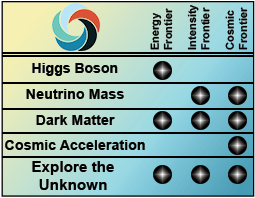 Energy
Frontier
Intensity
Frontier
Cosmic
Frontier
Higgs Boson
Neutrino Mass
Dark Matter
Cosmic Acceleration
Explore the
Unknown